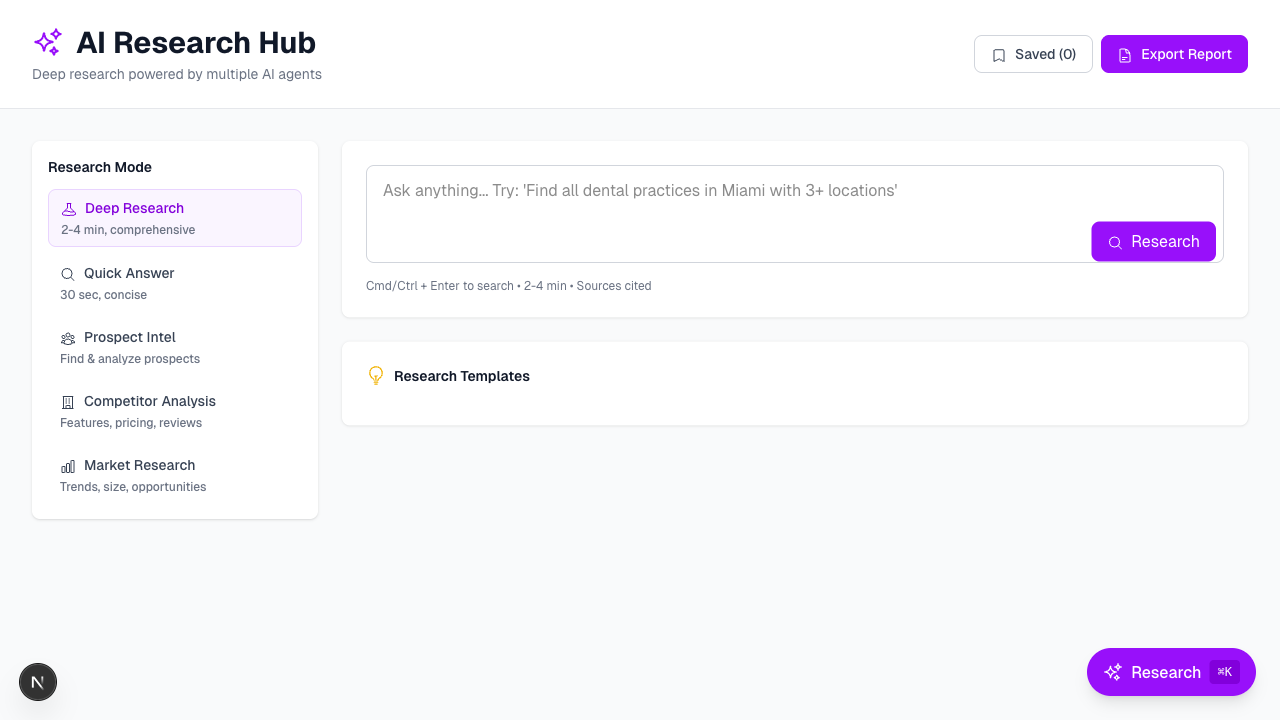 AI Research Hub
Deep research powered by multiple AI agents
Saved (0)
Export Report
Research Mode
Deep Research
2-4 min, comprehensive
Quick Answer
30 sec, concise
Prospect Intel
Find & analyze prospects
Competitor Analysis
Features, pricing, reviews
Market Research
Trends, size, opportunities
Ask anything... Try: 'Find all dental practices in Miami with 3+ locations'
Research
Cmd/Ctrl + Enter to search • 2-4 min • Sources cited
Research Templates
N
Research ⌘K